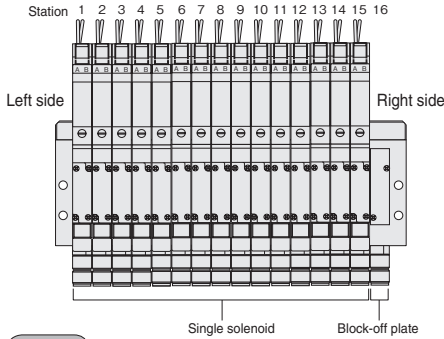 Station 1 2 3 4 5 6 7 8 9 10 11 12 13 14 15 16
A B A B A B A B A B A B A B A B A B A B A B A B A B A B A B
Left side Right side
Single solenoid Block-off plate